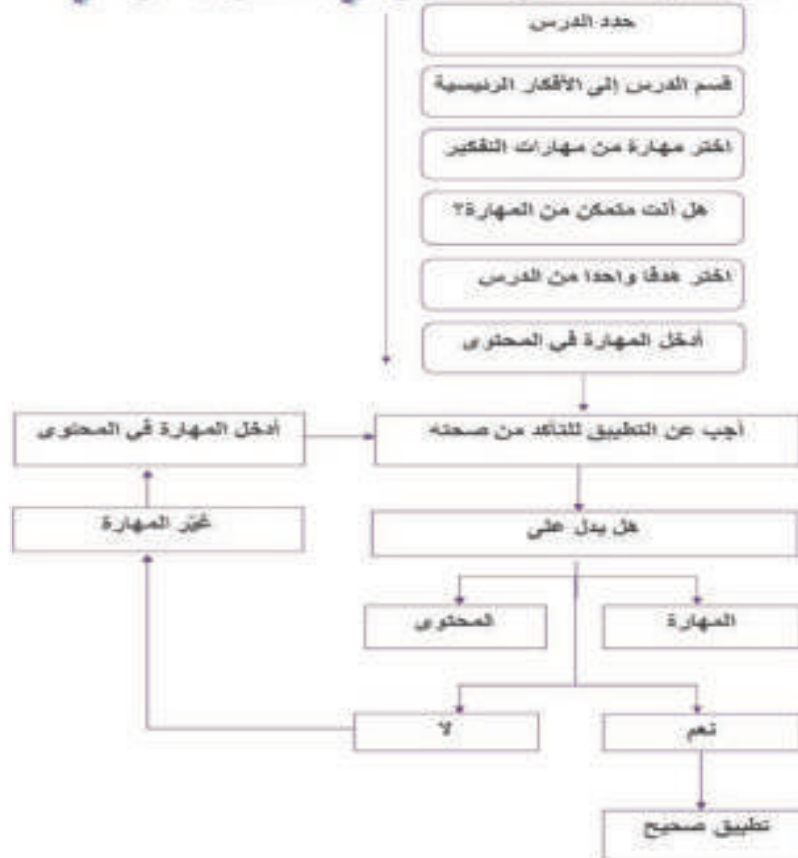 حدد الدرس
قسم الدرس إلى الأفكار الرئيسية
اختر مهارة من مهارات التفكير
هل أنت متمكن من المهارة؟
اختر هدفا واحدا من الدرس
أدخل المهارة في المحتوى
أجب عن التطبيق للتأكد من صحته
أدخل المهارة في المحتوى
هل يدل على
غيّر المهارة
المهارة
المحتوى
نعم
لا
تطبيق صحيح